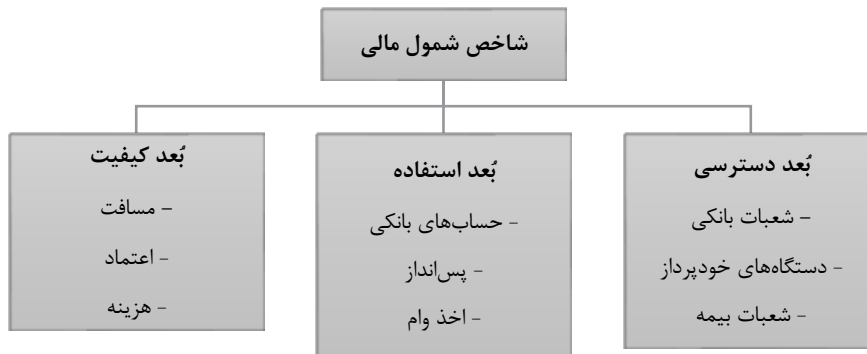 شاخص شمول مالی
بُعد دسترسی
- شعبات بانکی
- دستگاه‌های خودپرداز
- شعبات بیمه
بُعد استفاده
- حساب‌های بانکی
- پس‌انداز
- اخذ وام
بُعد کیفیت
- مسافت
- اعتماد
- هزینه